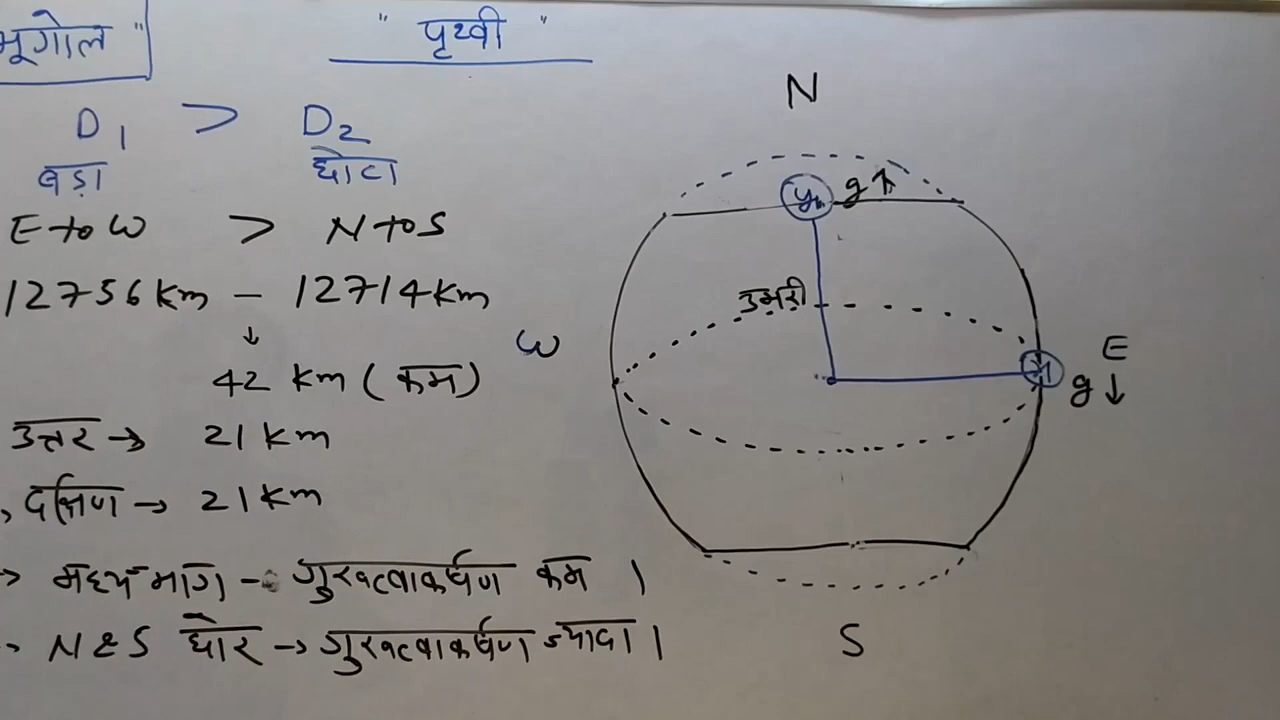 भूगोल "
" पृथ्वी "
D1 > D2
बड़ा छोटा
E to W > N to S
12756 Km - 12714 Km
↓
42 Km (कम)
उत्तर → 21 Km
दक्षिण → 21 Km
→ मध्य भाग - गुरुत्वाकर्षण कम ।
→ N & S छोर → गुरुत्वाकर्षण ज्यादा ।
N
g ↑
उभरी
W
E
g ↓
S